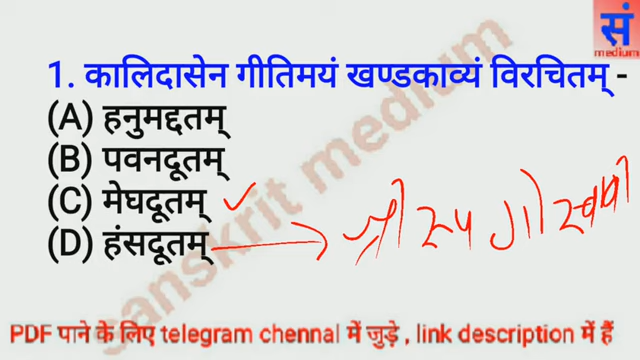 सं
medium
1. कालिदासेन गीतिमयं खण्डकाव्यं विरचितम् -
(A) हनुमद्दतम्
(B) पवनदूतम्
(C) मेघदूतम्
(D) हंसदूतम्
श्री रूप गोस्वामी
sanskrit medium
PDF पाने के लिए telegram chennal में जुड़े , link description में हैं